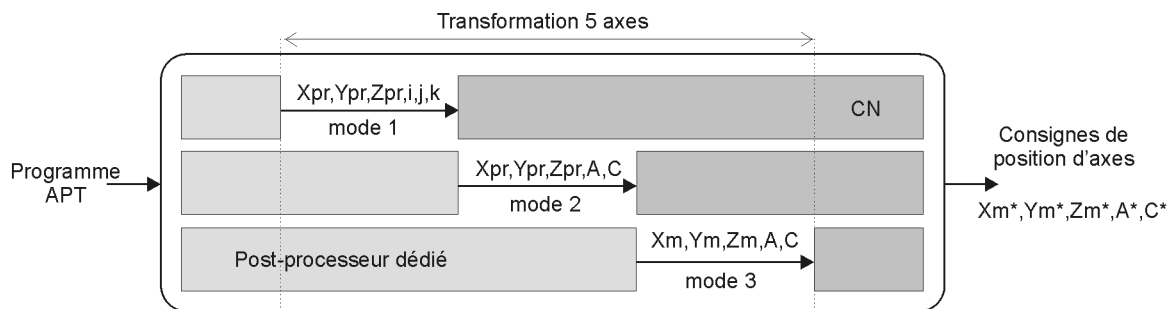 Transformation 5 axes
Xpr,Ypr,Zpr,i,j,k
mode 1
CN
Programme
APT
Xpr,Ypr,Zpr,A,C
mode 2
Consignes de
position d'axes
Xm*,Ym*,Zm*,A*,C*
Post-processeur dédié
Xm,Ym,Zm,A,C
mode 3